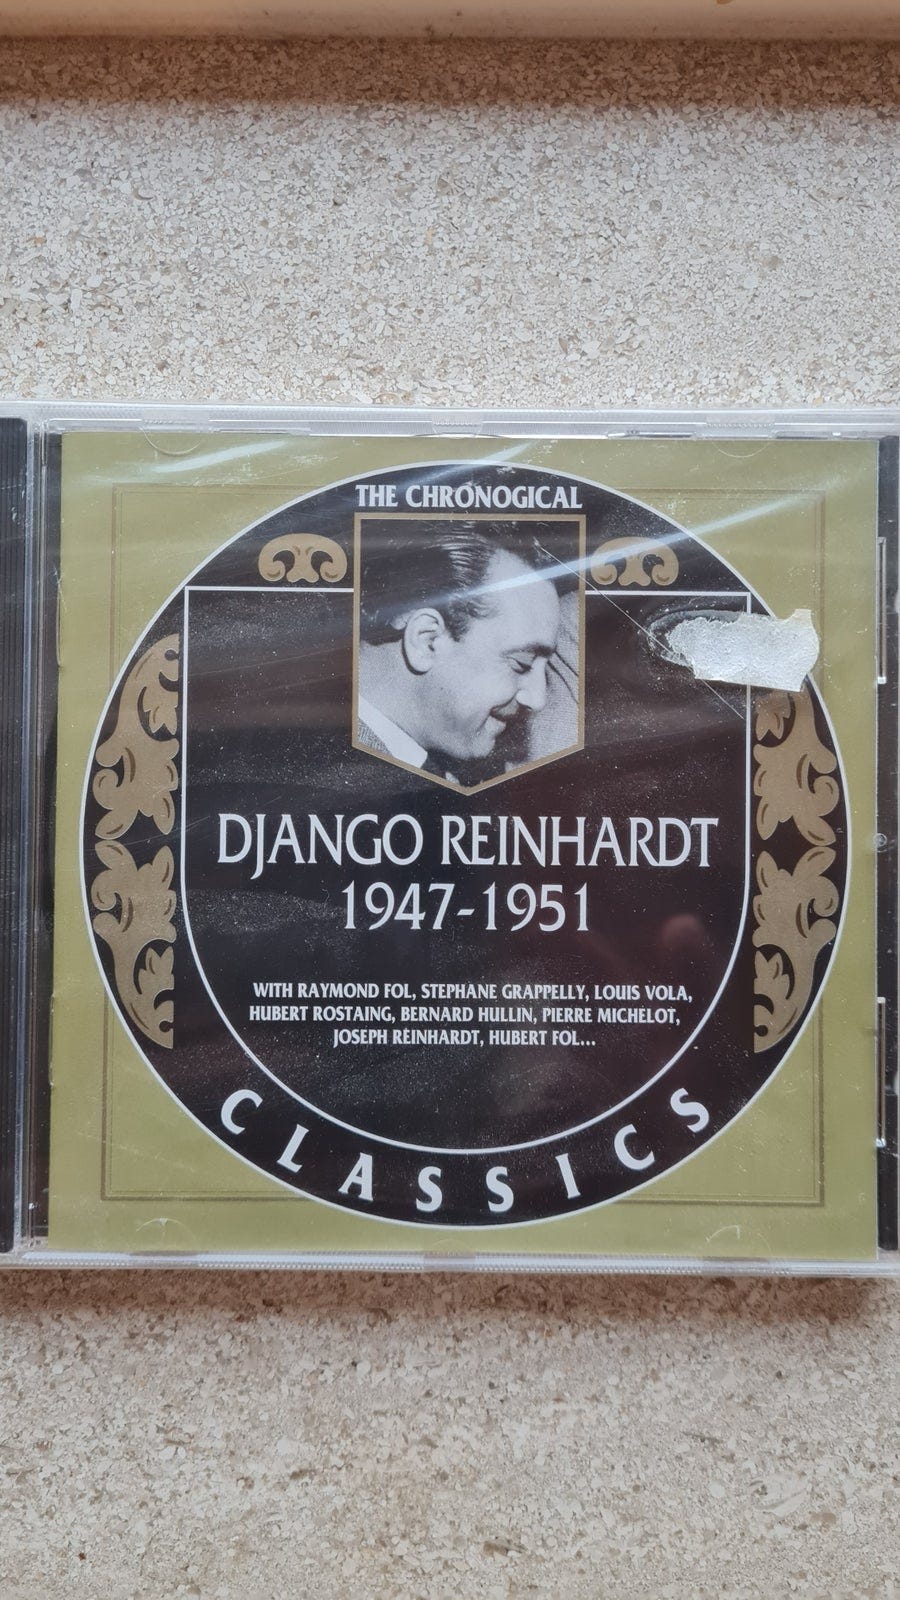 THE CHRONOGICAL
DJANGO REINHARDT
1947-1951
WITH RAYMOND FOL, STEPHANE GRAPPELLY, LOUIS VOLA,
HUBERT ROSTAING, BERNARD HULLIN, PIERRE MICHELOT,
JOSEPH REINHARDT, HUBERT FOL...
CLASSICS